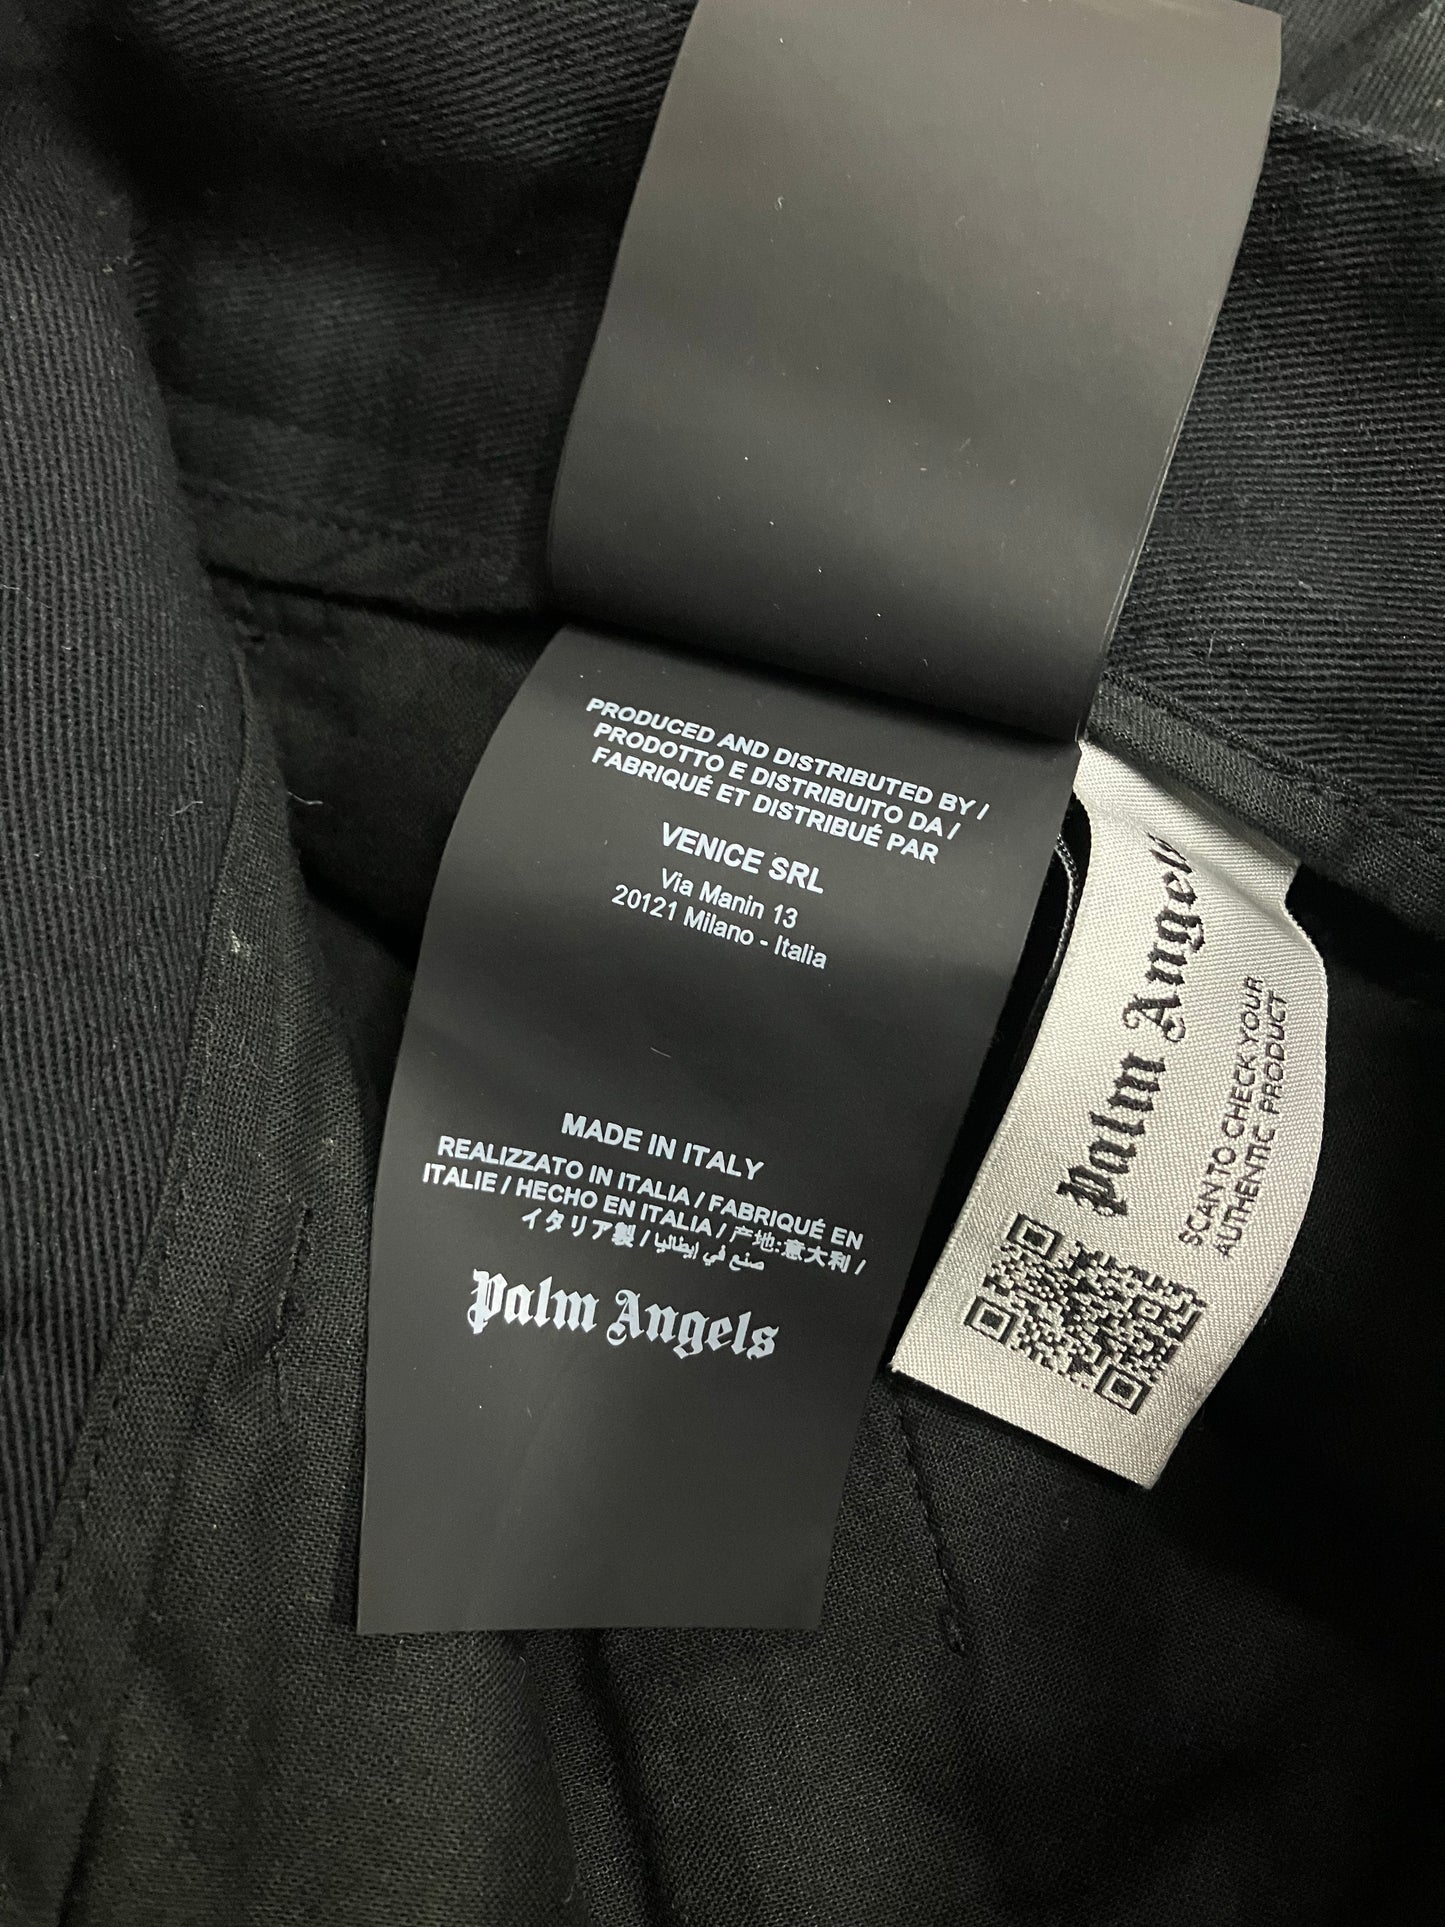 PRODUCED AND DISTRIBUTED BY /
PRODOTTO E DISTRIBUITO DA /
FABRIQUÉ ET DISTRIBUÉ PAR
VENICE SRL
Via Manin 13
20121 Milano - Italia
MADE IN ITALY
REALIZZATO IN ITALIA / FABRIQUÉ EN
ITALIE / HECHO EN ITALIA / 产地:意大利 /
イタリア製 / صنع في إيطاليا
Palm Angels
Palm Angels
SCAN TO CHECK YOUR
AUTHENTIC PRODUCT